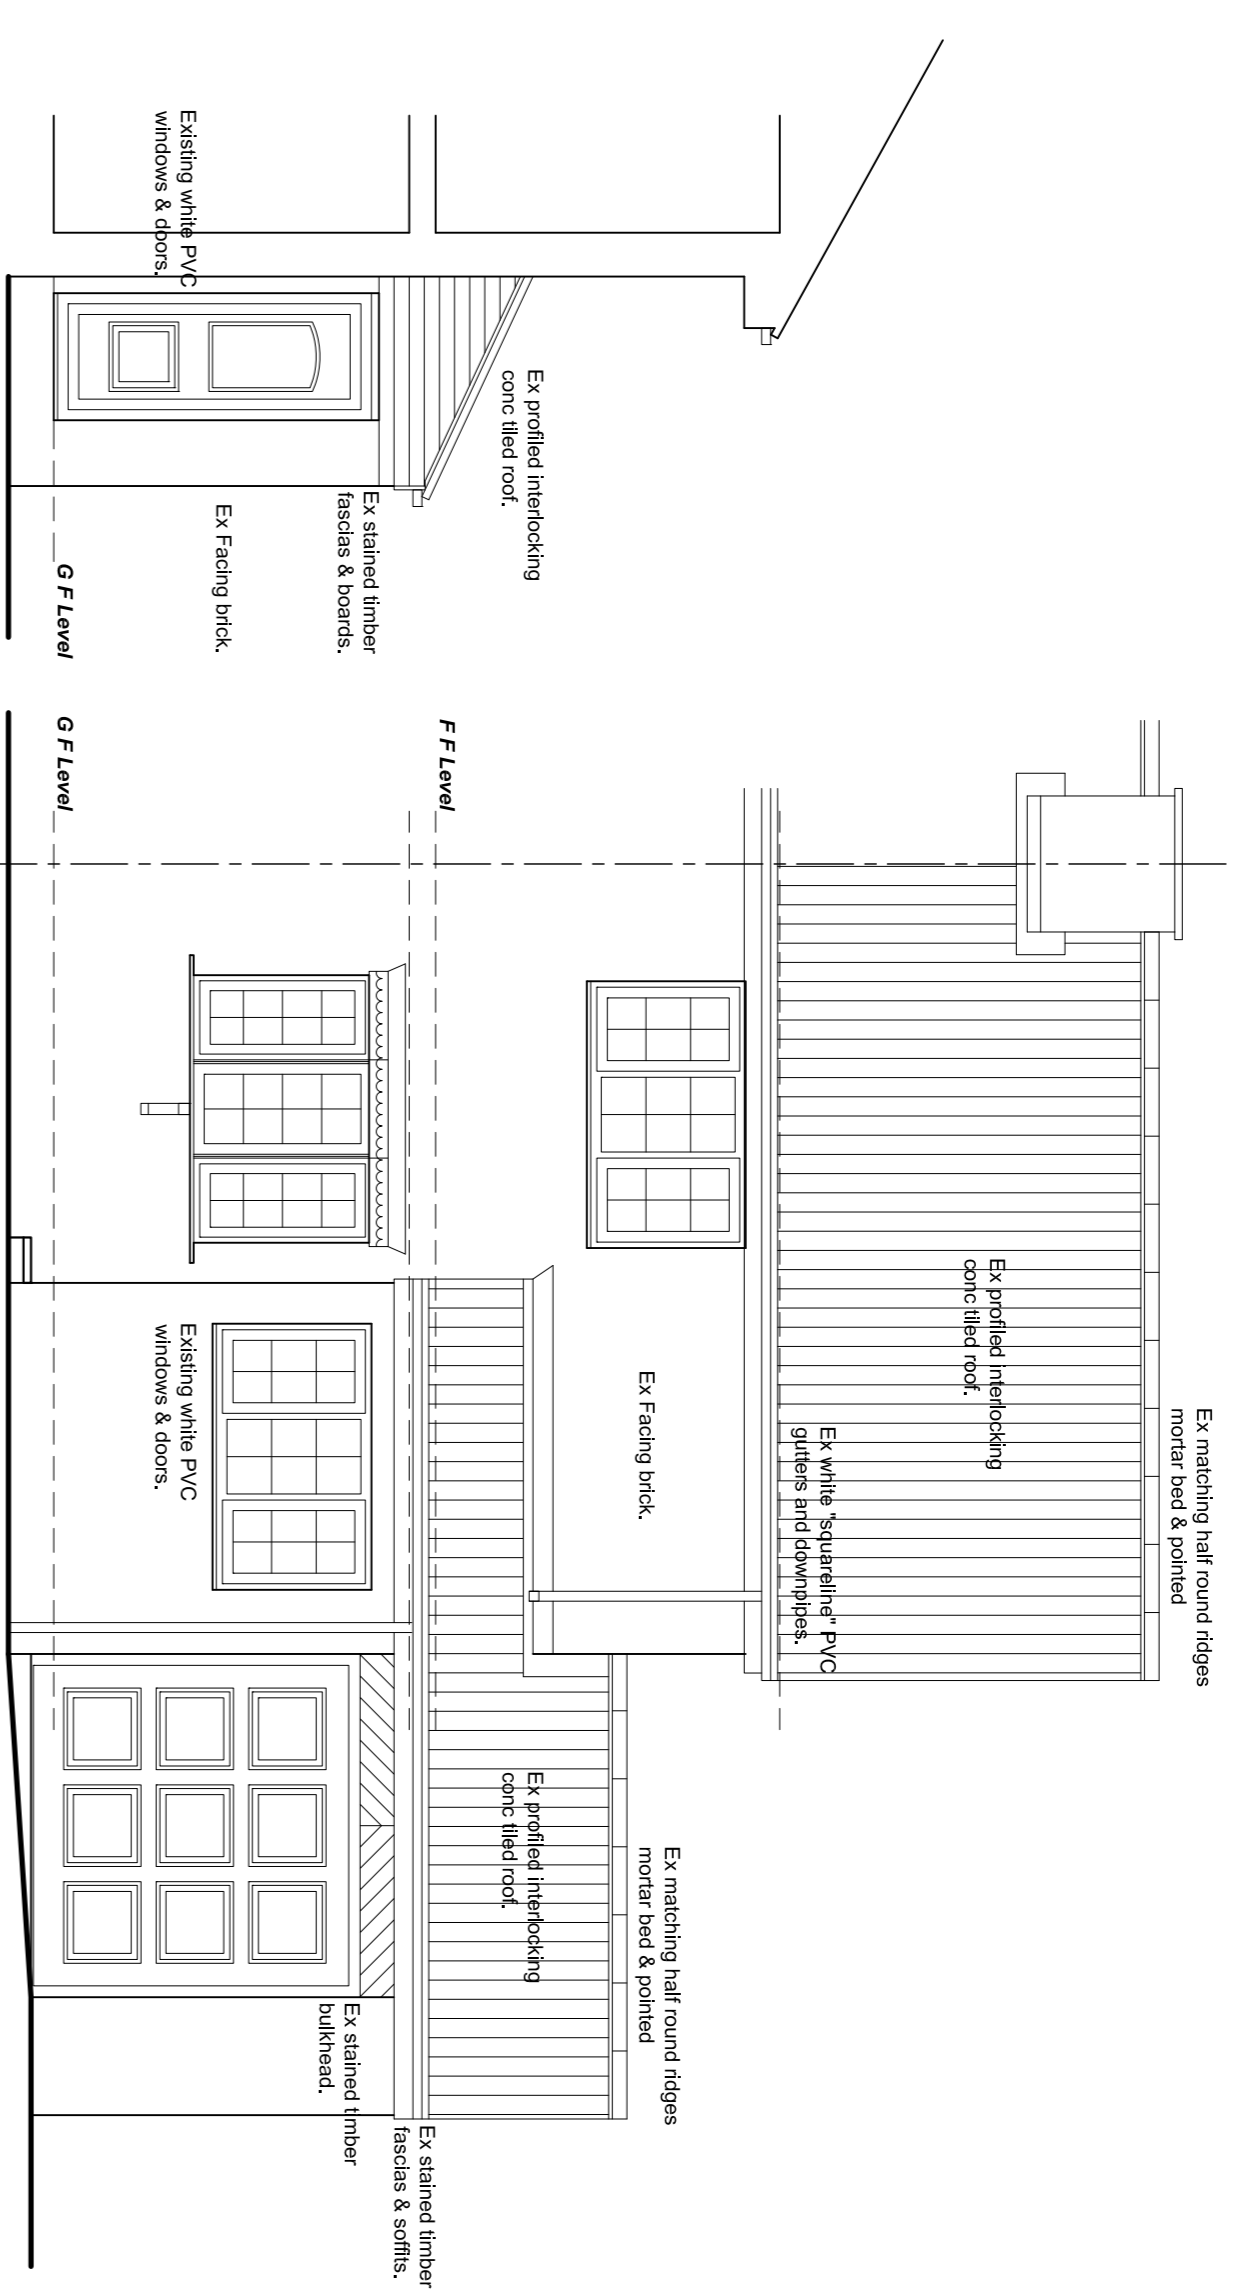 Existing white PVC
windows & doors.
Ex profiled interlocking
conc tiled roof.
Ex stained timber
fascias & boards.
Ex Facing brick.
G F Level
G F Level
F F Level
Ex matching half round ridges
mortar bed & pointed
Ex profiled interlocking
conc tiled roof.
Ex white "squareline" PVC
gutters and downpipes.
Ex Facing brick.
Existing white PVC
windows & doors.
Ex matching half round ridges
mortar bed & pointed
Ex profiled interlocking
conc tiled roof.
Ex stained timber
bulkhead.
Ex stained timber
fascias & soffits.